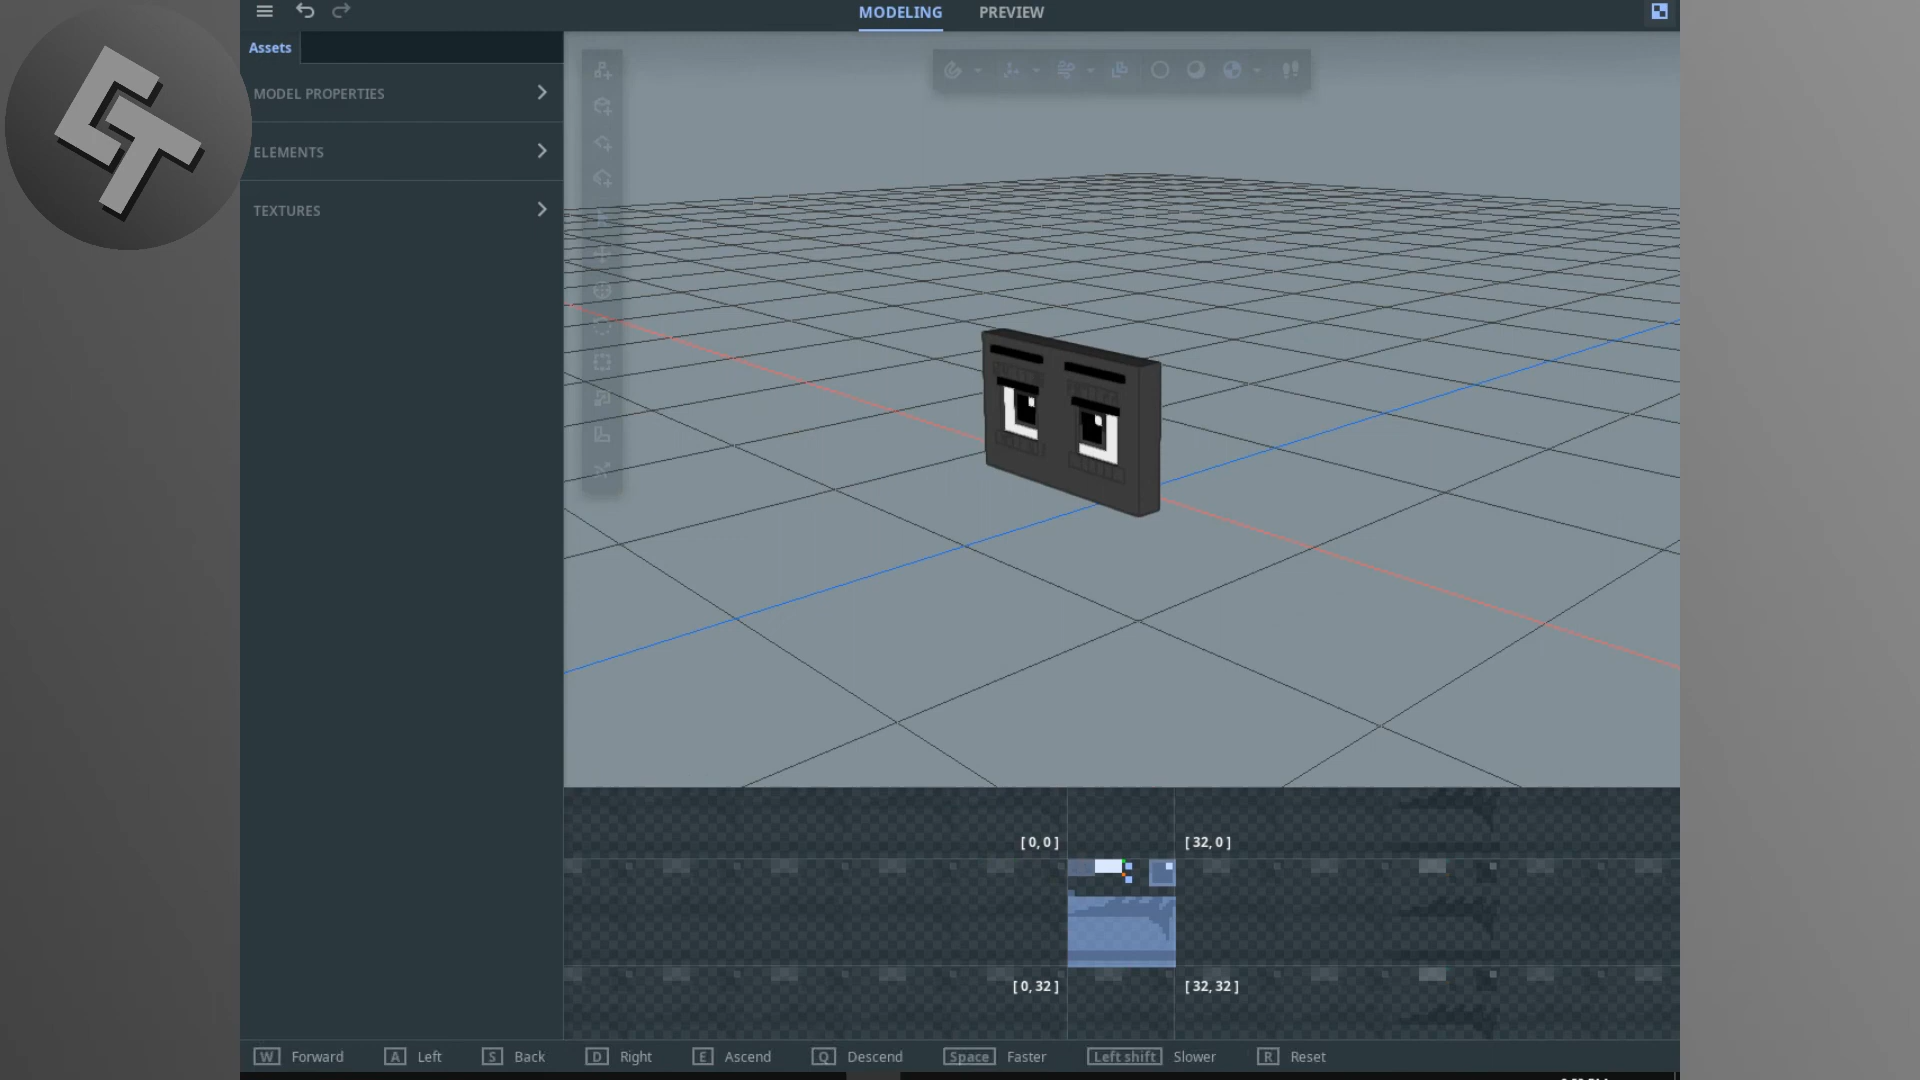 MODELING PREVIEW
Assets
MODEL PROPERTIES
ELEMENTS
TEXTURES
[ 0, 0 ] [ 32, 0 ]
[ 0, 32 ] [ 32, 32 ]
W Forward A Left S Back D Right E Ascend Q Descend Space Faster Left shift Slower R Reset